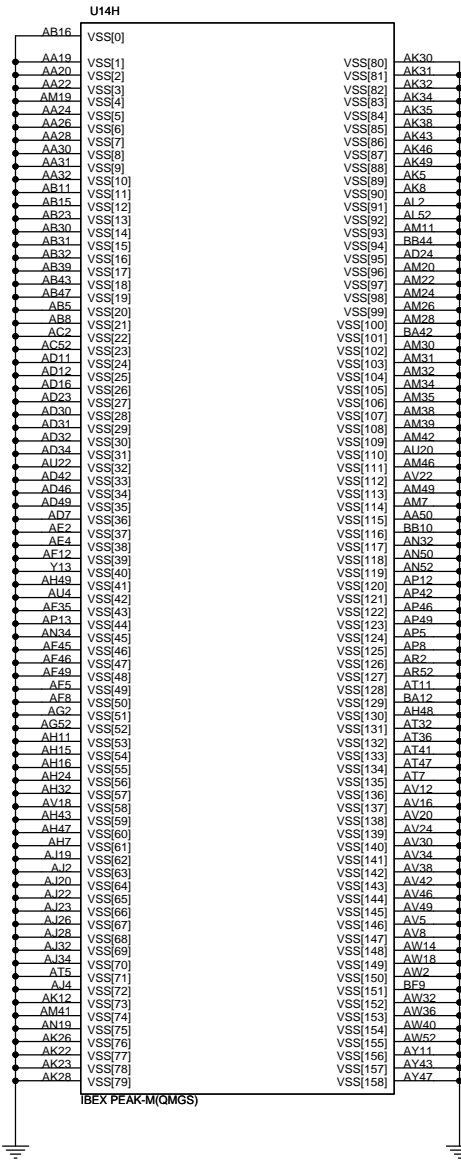 U14H
AB16 VSS[0]
AA19 VSS[1] VSS[80] AK30
AA20 VSS[2] VSS[81] AK31
AA22 VSS[3] VSS[82] AK32
AM19 VSS[4] VSS[83] AK34
AA24 VSS[5] VSS[84] AK35
AA26 VSS[6] VSS[85] AK38
AA28 VSS[7] VSS[86] AK43
AA30 VSS[8] VSS[87] AK46
AA31 VSS[9] VSS[88] AK49
AA32 VSS[10] VSS[89] AK5
AB11 VSS[11] VSS[90] AK8
AB15 VSS[12] VSS[91] AL2
AB23 VSS[13] VSS[92] AL52
AB30 VSS[14] VSS[93] AM11
AB31 VSS[15] VSS[94] BB44
AB32 VSS[16] VSS[95] AD24
AB39 VSS[17] VSS[96] AM20
AB43 VSS[18] VSS[97] AM22
AB47 VSS[19] VSS[98] AM24
AB5 VSS[20] VSS[99] AM26
AB8 VSS[21] VSS[100] AM28
AC2 VSS[22] VSS[101] BA42
AC52 VSS[23] VSS[102] AM30
AD11 VSS[24] VSS[103] AM31
AD12 VSS[25] VSS[104] AM32
AD16 VSS[26] VSS[105] AM34
AD23 VSS[27] VSS[106] AM35
AD30 VSS[28] VSS[107] AM38
AD31 VSS[29] VSS[108] AM39
AD32 VSS[30] VSS[109] AM42
AD34 VSS[31] VSS[110] AU20
AU22 VSS[32] VSS[111] AM46
AD42 VSS[33] VSS[112] AV22
AD46 VSS[34] VSS[113] AM49
AD49 VSS[35] VSS[114] AM7
AD7 VSS[36] VSS[115] AA50
AE2 VSS[37] VSS[116] BB10
AE4 VSS[38] VSS[117] AN32
AF12 VSS[39] VSS[118] AN50
Y13 VSS[40] VSS[119] AN52
AH49 VSS[41] VSS[120] AP12
AU4 VSS[42] VSS[121] AP42
AF35 VSS[43] VSS[122] AP46
AP13 VSS[44] VSS[123] AP49
AN34 VSS[45] VSS[124] AP5
AF45 VSS[46] VSS[125] AP8
AF46 VSS[47] VSS[126] AR2
AF49 VSS[48] VSS[127] AR52
AF5 VSS[49] VSS[128] AT11
AF8 VSS[50] VSS[129] BA12
AG2 VSS[51] VSS[130] AH48
AG52 VSS[52] VSS[131] AT32
AH11 VSS[53] VSS[132] AT36
AH15 VSS[54] VSS[133] AT41
AH16 VSS[55] VSS[134] AT47
AH24 VSS[56] VSS[135] AT7
AH32 VSS[57] VSS[136] AV12
AV18 VSS[58] VSS[137] AV16
AH43 VSS[59] VSS[138] AV20
AH47 VSS[60] VSS[139] AV24
AH7 VSS[61] VSS[140] AV30
AJ19 VSS[62] VSS[141] AV34
AJ2 VSS[63] VSS[142] AV38
AJ20 VSS[64] VSS[143] AV42
AJ22 VSS[65] VSS[144] AV46
AJ23 VSS[66] VSS[145] AV49
AJ26 VSS[67] VSS[146] AV5
AJ28 VSS[68] VSS[147] AV8
AJ32 VSS[69] VSS[148] AW14
AJ34 VSS[70] VSS[149] AW18
AT5 VSS[71] VSS[150] AW2
AJ4 VSS[72] VSS[151] BF9
AK12 VSS[73] VSS[152] AW32
AM41 VSS[74] VSS[153] AW36
AN19 VSS[75] VSS[154] AW40
AK26 VSS[76] VSS[155] AW52
AK22 VSS[77] VSS[156] AY11
AK23 VSS[78] VSS[157] AY43
AK28 VSS[79] VSS[158] AY47
IBEX PEAK-M(QMGS)